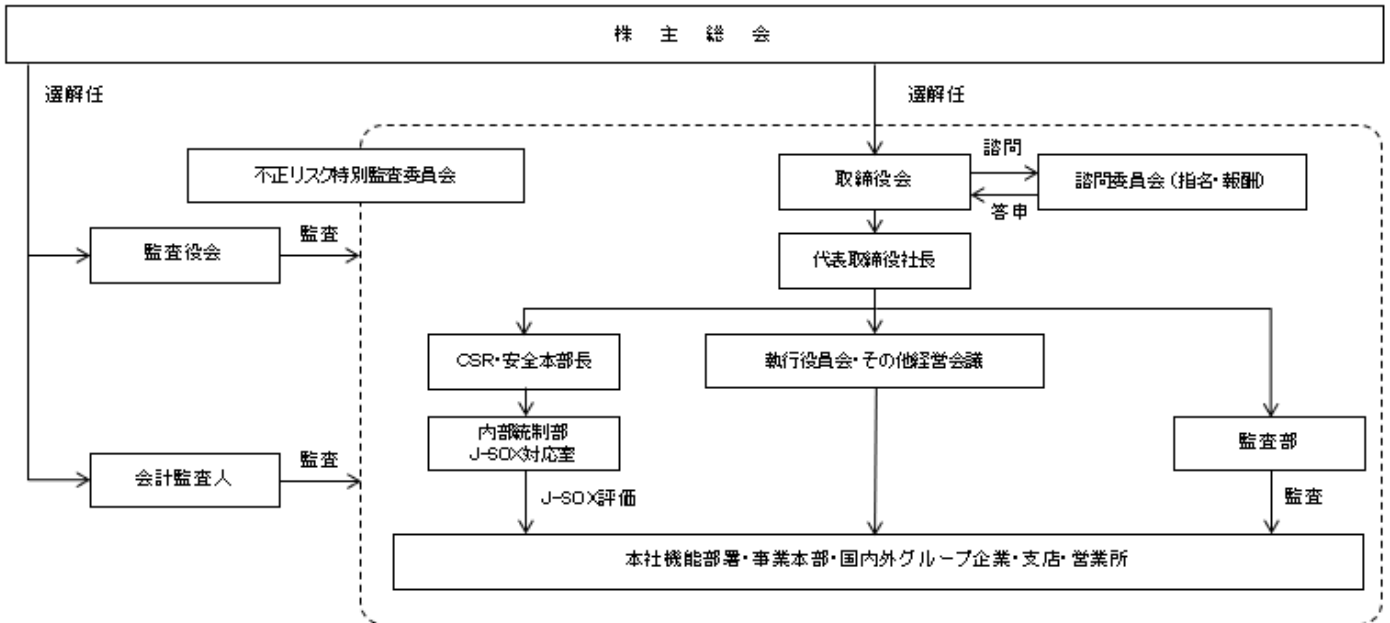 株 主 総 会
選解任
選解任
不正リスク特別監査委員会
取締役会
諮問
答申
諮問委員会（指名・報酬）
監査役会
監査
代表取締役社長
CSR・安全本部長
執行役員会・その他経営会議
内部統制部
J-SOX対応室
監査部
会計監査人
監査
J-SOX評価
監査
本社機能部署・事業本部・国内外グループ企業・支店・営業所